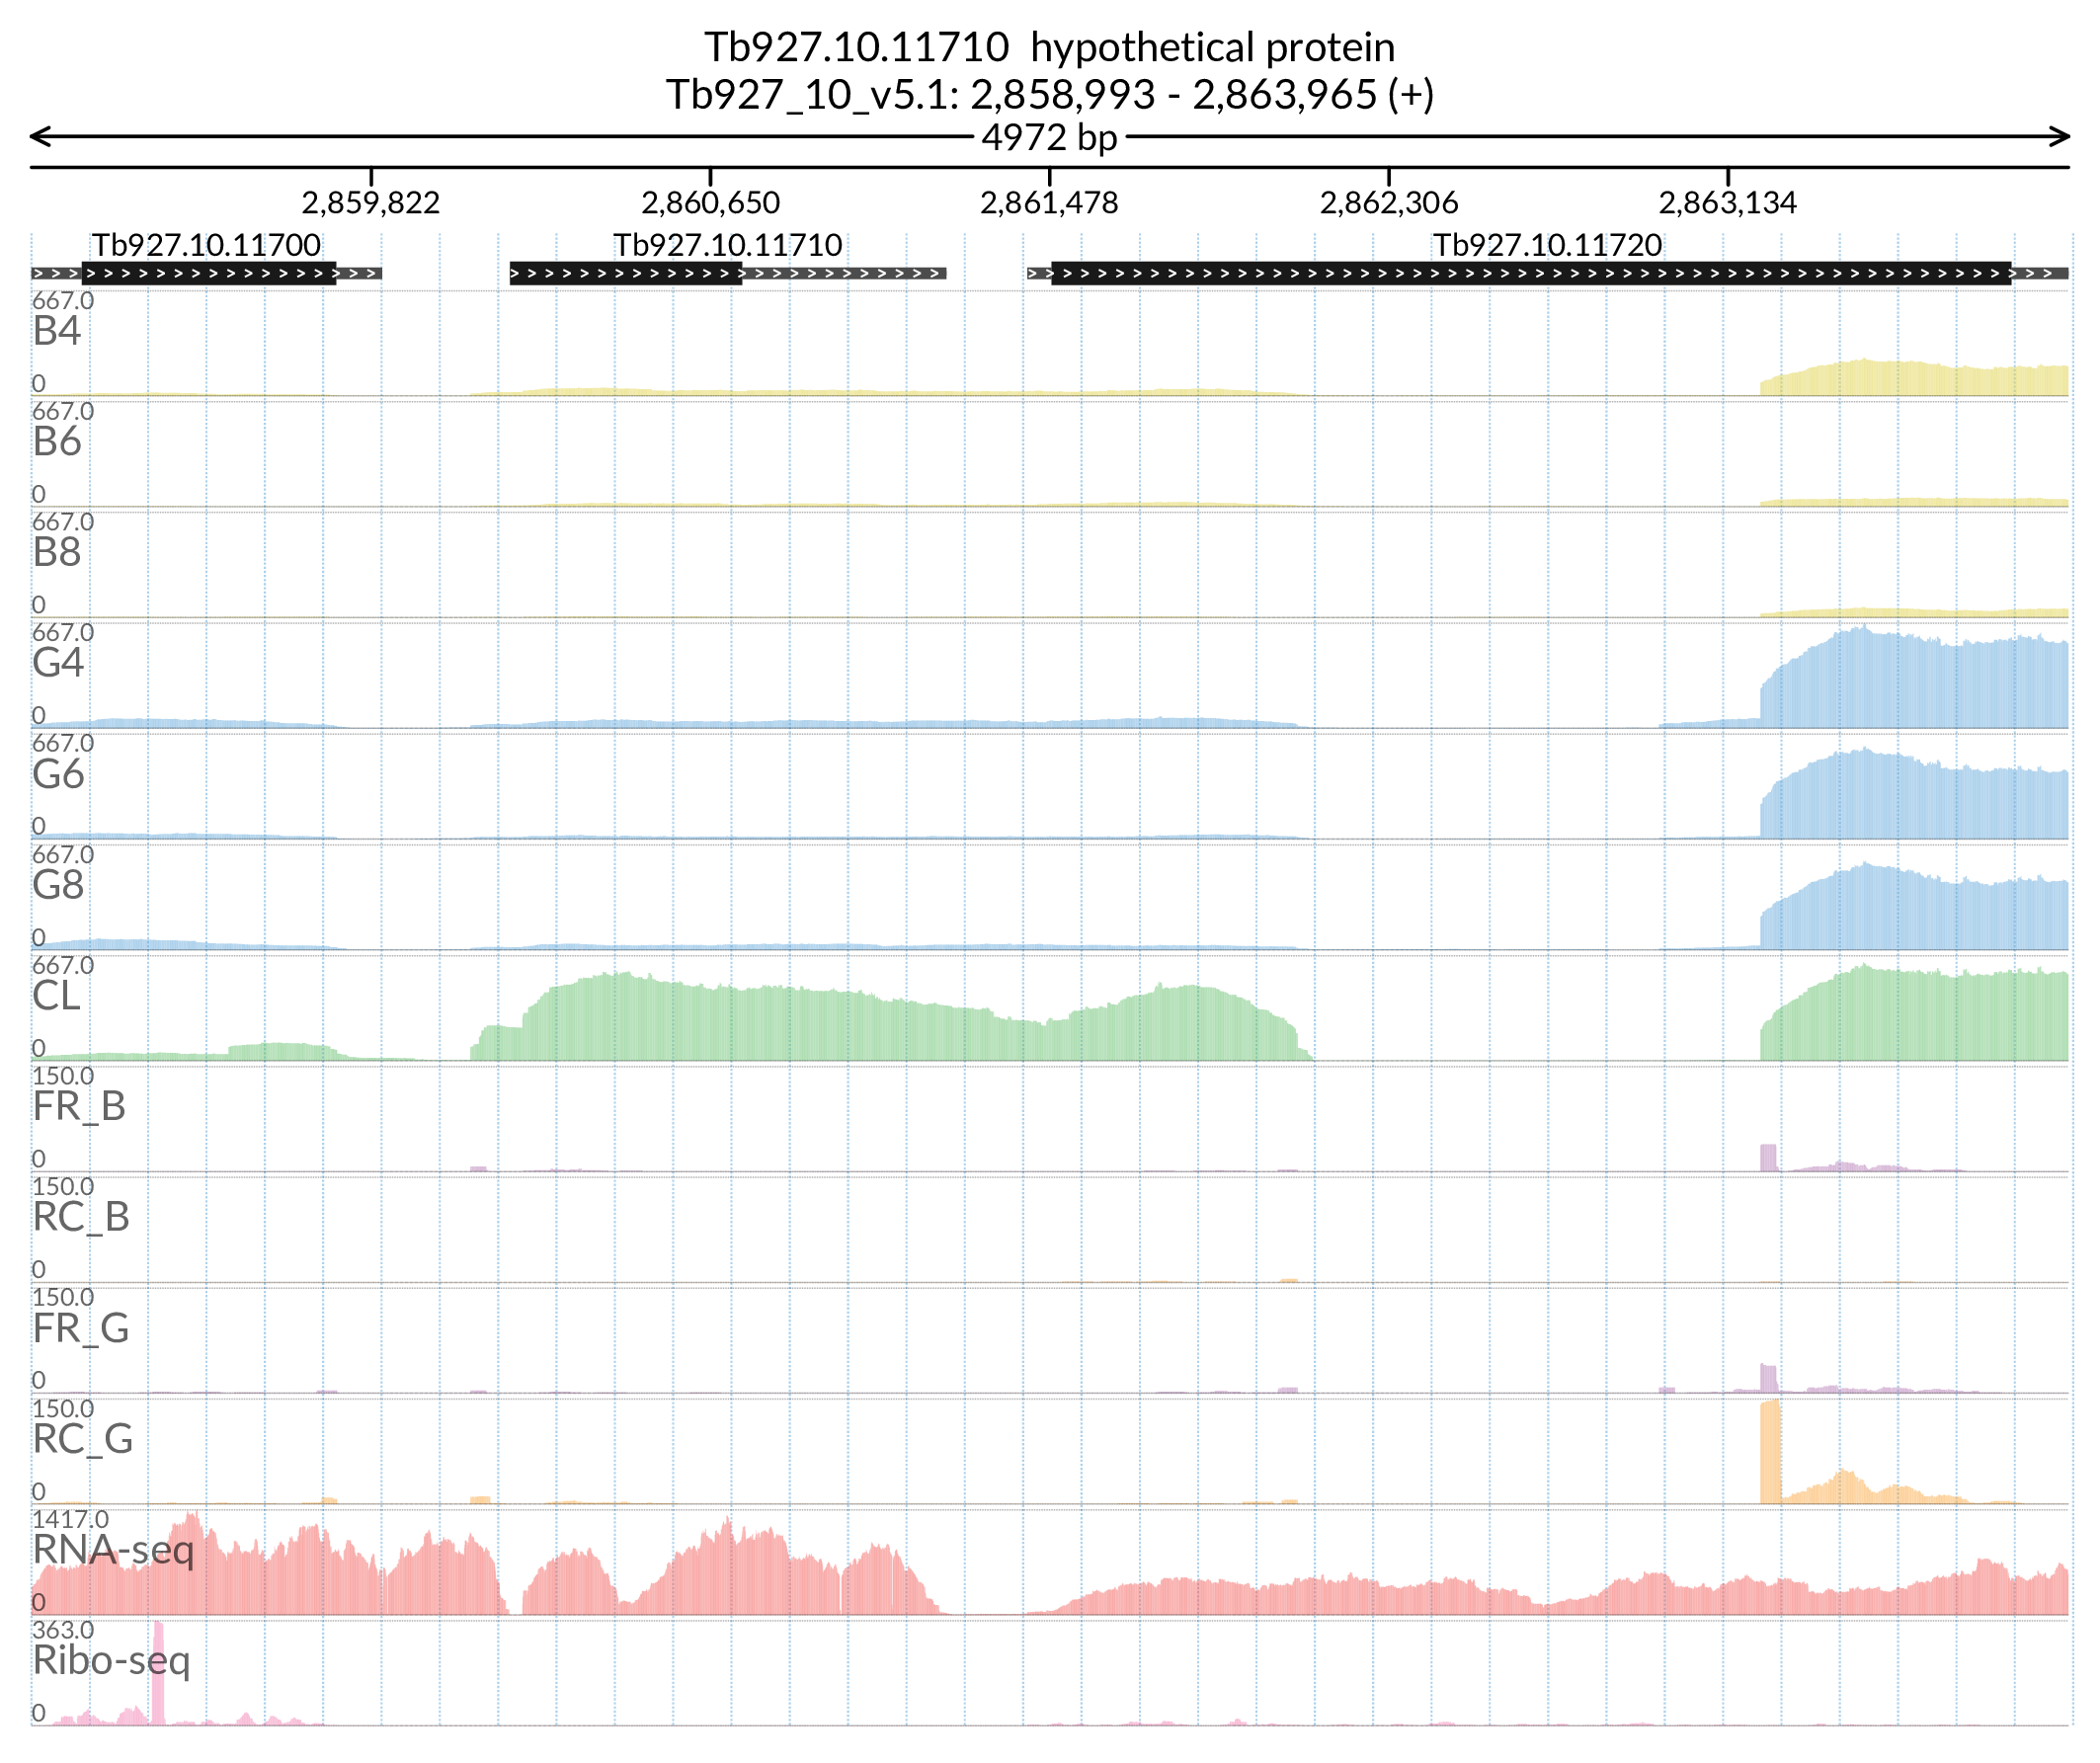 Tb927.10.11710 hypothetical protein
Tb927_10_v5.1: 2,858,993 - 2,863,965 (+)
4972 bp
2,859,822 2,860,650 2,861,478 2,862,306 2,863,134
Tb927.10.11700 Tb927.10.11710 Tb927.10.11720
667.0
B4
0
667.0
B6
0
667.0
B8
0
667.0
G4
0
667.0
G6
0
667.0
G8
0
667.0
CL
0
150.0
FR_B
0
150.0
RC_B
0
150.0
FR_G
0
150.0
RC_G
0
1417.0
RNA-seq
0
363.0
Ribo-seq
0